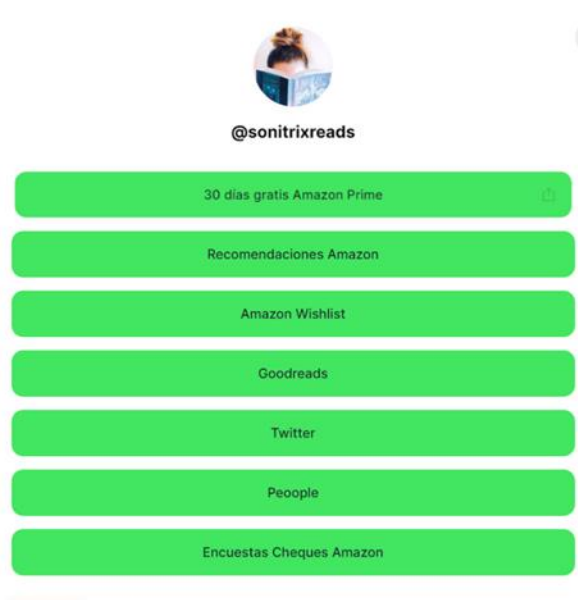 @sonitrixreads
30 días gratis Amazon Prime
Recomendaciones Amazon
Amazon Wishlist
Goodreads
Twitter
Peoople
Encuestas Cheques Amazon